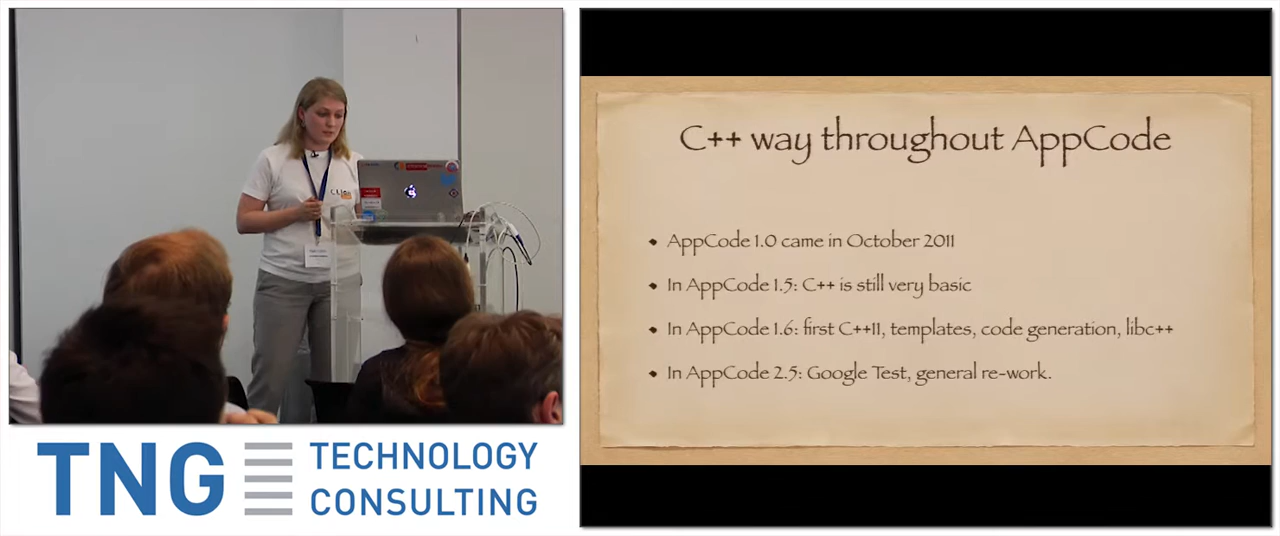 C++ way throughout AppCode
• AppCode 1.0 came in October 2011
• In AppCode 1.5: C++ is still very basic
• In AppCode 1.6: first C++11, templates, code generation, libc++
• In AppCode 2.5: Google Test, general re-work.
TNG TECHNOLOGY
CONSULTING